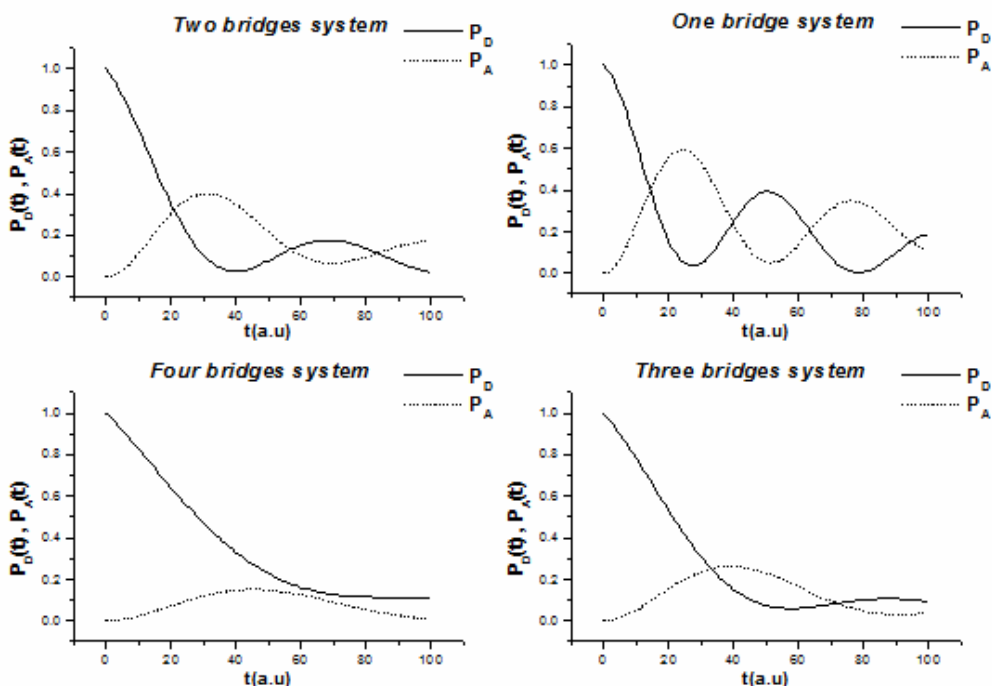 Two bridges system
P_D
P_A
P_D(t) , P_A(t)
1.0
0.8
0.6
0.4
0.2
0.0
0 20 40 60 80 100
t(a.u)
One bridge system
P_D
P_A
P_D(t) , P_A(t)
1.0
0.8
0.6
0.4
0.2
0.0
0 20 40 60 80 100
t(a.u)
Four bridges system
P_D
P_A
P_D(t) , P_A(t)
1.0
0.8
0.6
0.4
0.2
0.0
0 20 40 60 80 100
t(a.u)
Three bridges system
P_D
P_A
P_D(t) , P_A(t)
1.0
0.8
0.6
0.4
0.2
0.0
0 20 40 60 80 100
t(a.u)